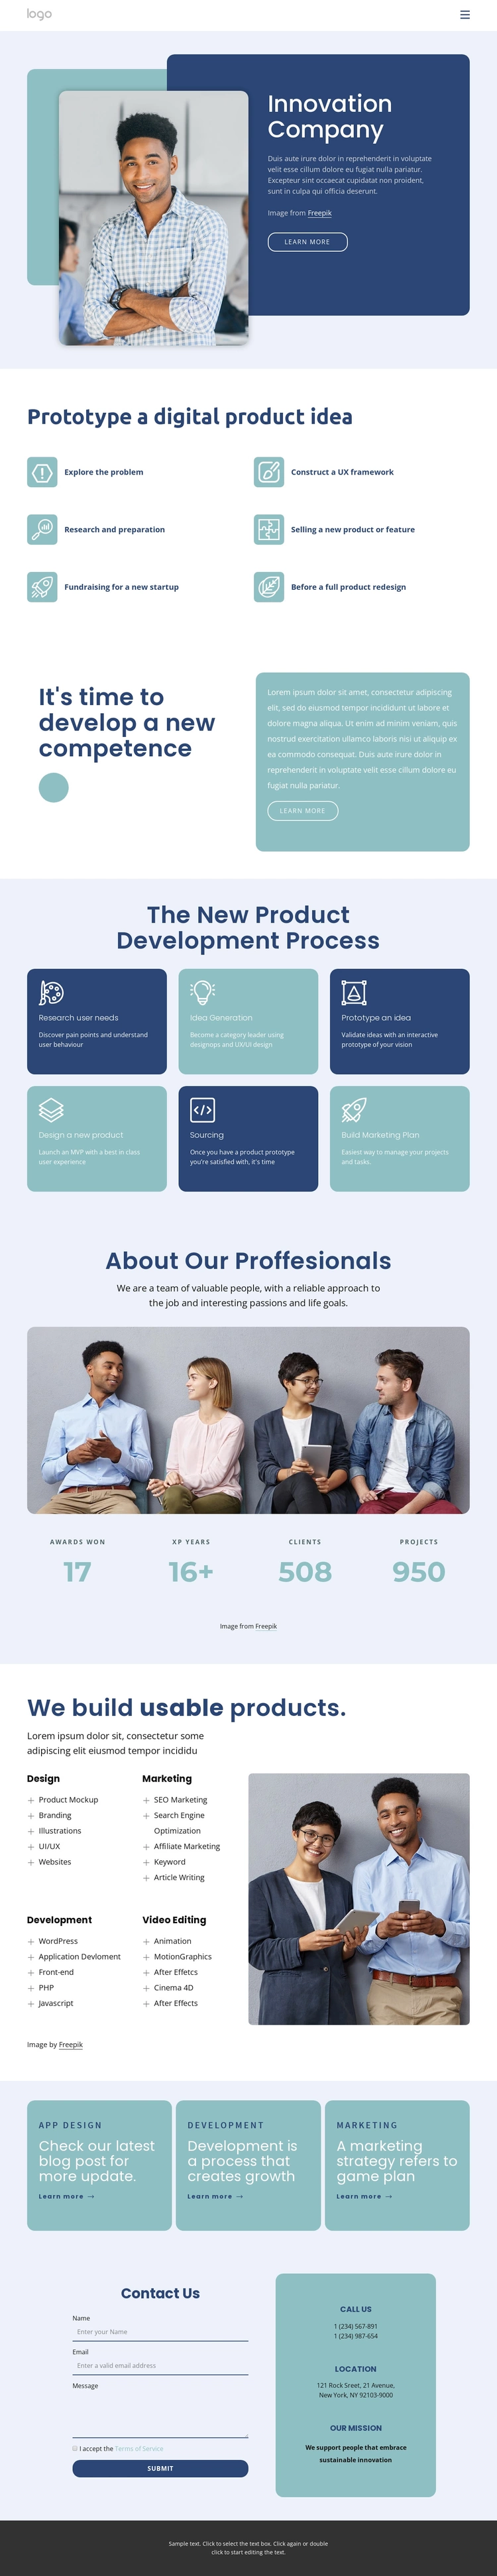 logo
Innovation
Company
Duis aute irure dolor in reprehenderit in voluptate
velit esse cillum dolore eu fugiat nulla pariatur.
Excepteur sint occaecat cupidatat non proident,
sunt in culpa qui officia deserunt.
Image from Freepik
LEARN MORE
Prototype a digital product idea
Explore the problem
Construct a UX framework
Research and preparation
Selling a new product or feature
Fundraising for a new startup
Before a full product redesign
It's time to
develop a new
competence
Lorem ipsum dolor sit amet, consectetur adipiscing
elit, sed do eiusmod tempor incididunt ut labore et
dolore magna aliqua. Ut enim ad minim veniam, quis
nostrud exercitation ullamco laboris nisi ut aliquip ex
ea commodo consequat. Duis aute irure dolor in
reprehenderit in voluptate velit esse cillum dolore eu
fugiat nulla pariatur.
LEARN MORE
The New Product
Development Process
Research user needs
Discover pain points and understand
user behaviour
Idea Generation
Become a category leader using
designops and UX/UI design
Prototype an idea
Validate ideas with an interactive
prototype of your vision
Design a new product
Launch an MVP with a best in class
user experience
Sourcing
Once you have a product prototype
you're satisfied with, it's time
Build Marketing Plan
Easiest way to manage your projects
and tasks.
About Our Proffesionals
We are a team of valuable people, with a reliable approach to
the job and interesting passions and life goals.
AWARDS WON
17
XP YEARS
16+
CLIENTS
508
PROJECTS
950
Image from Freepik
We build usable products.
Lorem ipsum dolor sit, consectetur some
adipiscing elit eiusmod tempor incididu
Design
Product Mockup
Branding
Illustrations
UI/UX
Websites
Marketing
SEO Marketing
Search Engine
Optimization
Affiliate Marketing
Keyword
Article Writing
Development
WordPress
Application Devloment
Front-end
PHP
Javascript
Video Editing
Animation
MotionGraphics
After Effetcs
Cinema 4D
After Effects
Image by Freepik
APP DESIGN
Check our latest
blog post for
more update.
Learn more →
DEVELOPMENT
Development is
a process that
creates growth
Learn more →
MARKETING
A marketing
strategy refers to
game plan
Learn more →
Contact Us
Name
Enter your Name
Email
Enter a valid email address
Message
I accept the Terms of Service
SUBMIT
CALL US
1 (234) 567-891
1 (234) 987-654
LOCATION
121 Rock Sreet, 21 Avenue,
New York, NY 92103-9000
OUR MISSION
We support people that embrace
sustainable innovation
Sample text. Click to select the text box. Click again or double
click to start editing the text.